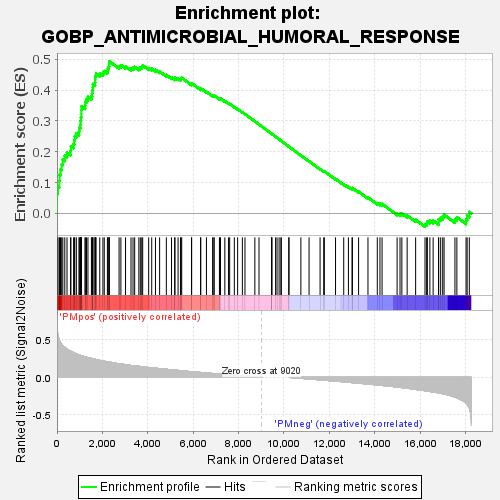 Enrichment plot:
GOBP_ANTIMICROBIAL_HUMORAL_RESPONSE
Enrichment score (ES)
0.5
0.4
0.3
0.2
0.1
0.0
'PMpos' (positively correlated)
Ranked list metric (Signal2Noise)
0.5
0.0
-0.5
Zero cross at 9020
'PMneg' (negatively correlated)
0 2,000 4,000 6,000 8,000 10,000 12,000 14,000 16,000 18,000
Rank in Ordered Dataset
Enrichment profile Hits Ranking metric scores